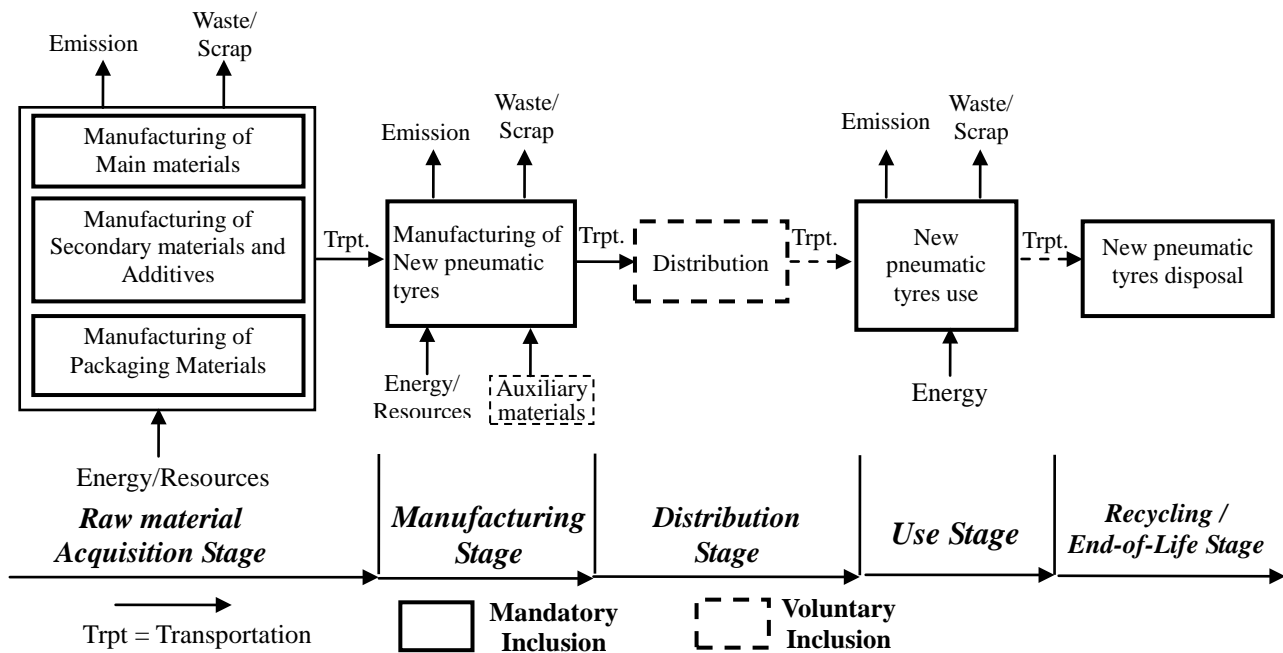 Emission
Waste/
Scrap
Manufacturing of
Main materials
Manufacturing of
Secondary materials and
Additives
Manufacturing of
Packaging Materials
Energy/Resources
Trpt.
Emission
Waste/
Scrap
Manufacturing of
New pneumatic
tyres
Energy/
Resources
Auxiliary
materials
Trpt.
Distribution
Trpt.
Emission
Waste/
Scrap
New
pneumatic
tyres use
Energy
Trpt.
New pneumatic
tyres disposal
Raw material
Acquisition Stage
Manufacturing
Stage
Distribution
Stage
Use Stage
Recycling /
End-of-Life Stage
Trpt = Transportation
Mandatory
Inclusion
Voluntary
Inclusion